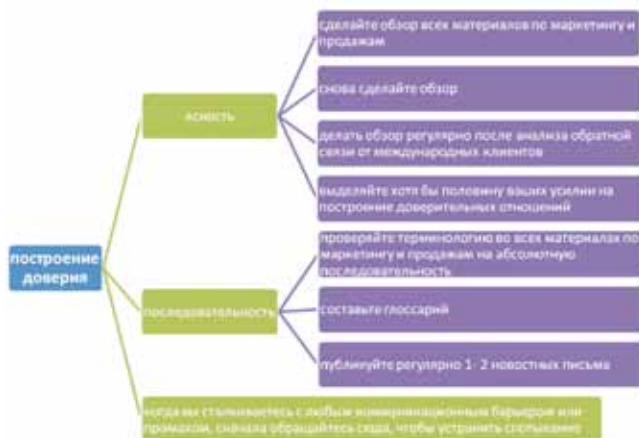 сделайте обзор всех материалов по маркетингу и
продажам
снова сделайте обзор
ясность
делать обзор регулярно после анализа обратной
связи от международных клиентов
выделяйте хотя бы половину ваших усилии на
построение доверительных отношений
построение
доверия
проверяйте терминологию во всех материалах по
маркетингу и продажам на абсолютную
последовательность
последовательность
составьте глоссарий
публикуйте регулярно 1- 2 новостных письма
когда вы сталкиваетесь с любым коммуникационным барьером или
промахом, сначала обращайтесь сюда, чтобы устранить